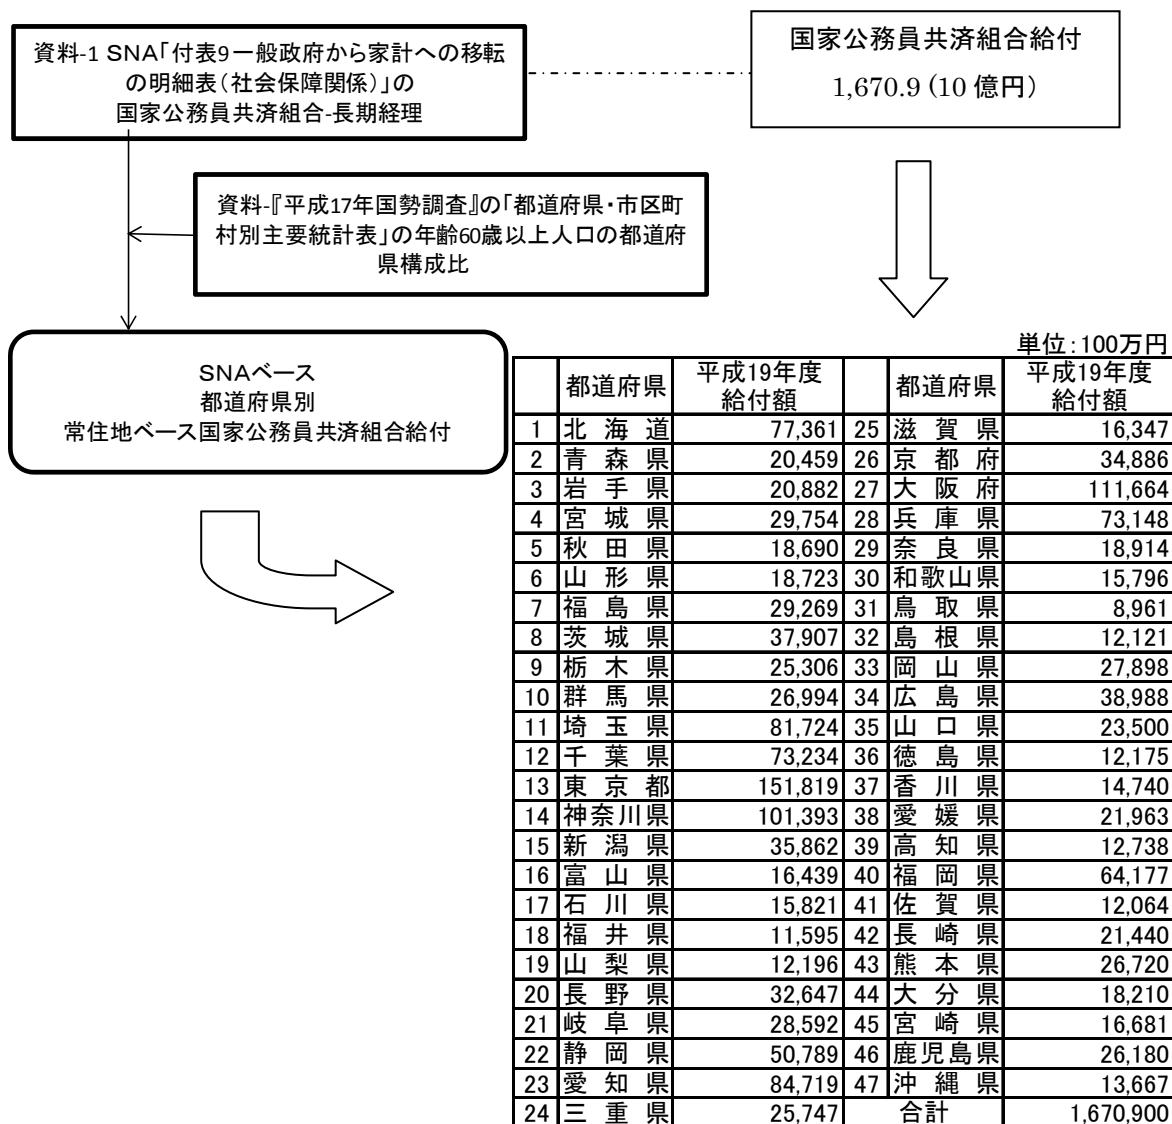 資料-1 SNA「付表9一般政府から家計への移転
の明細表(社会保障関係)」の
国家公務員共済組合-長期経理
国家公務員共済組合給付
1,670.9 (10 億円)
資料-『平成17年国勢調査』の「都道府県・市区町
村別主要統計表」の年齢60歳以上人口の都道府
県構成比
SNAベース
都道府県別
常住地ベース国家公務員共済組合給付
単位:100万円
都道府県 平成19年度 都道府県 平成19年度
給付額 給付額
1 北海道 77,361 25 滋賀県 16,347
2 青森県 20,459 26 京都府 34,886
3 岩手県 20,882 27 大阪府 111,664
4 宮城県 29,754 28 兵庫県 73,148
5 秋田県 18,690 29 奈良県 18,914
6 山形県 18,723 30 和歌山県 15,796
7 福島県 29,269 31 鳥取県 8,961
8 茨城県 37,907 32 島根県 12,121
9 栃木県 25,306 33 岡山県 27,898
10 群馬県 26,994 34 広島県 38,988
11 埼玉県 81,724 35 山口県 23,500
12 千葉県 73,234 36 徳島県 12,175
13 東京都 151,819 37 香川県 14,740
14 神奈川県 101,393 38 愛媛県 21,963
15 新潟県 35,862 39 高知県 12,738
16 富山県 16,439 40 福岡県 64,177
17 石川県 15,821 41 佐賀県 12,064
18 福井県 11,595 42 長崎県 21,440
19 山梨県 12,196 43 熊本県 26,720
20 長野県 32,647 44 大分県 18,210
21 岐阜県 28,592 45 宮崎県 16,681
22 静岡県 50,789 46 鹿児島県 26,180
23 愛知県 84,719 47 沖縄県 13,667
24 三重県 25,747 合計 1,670,900